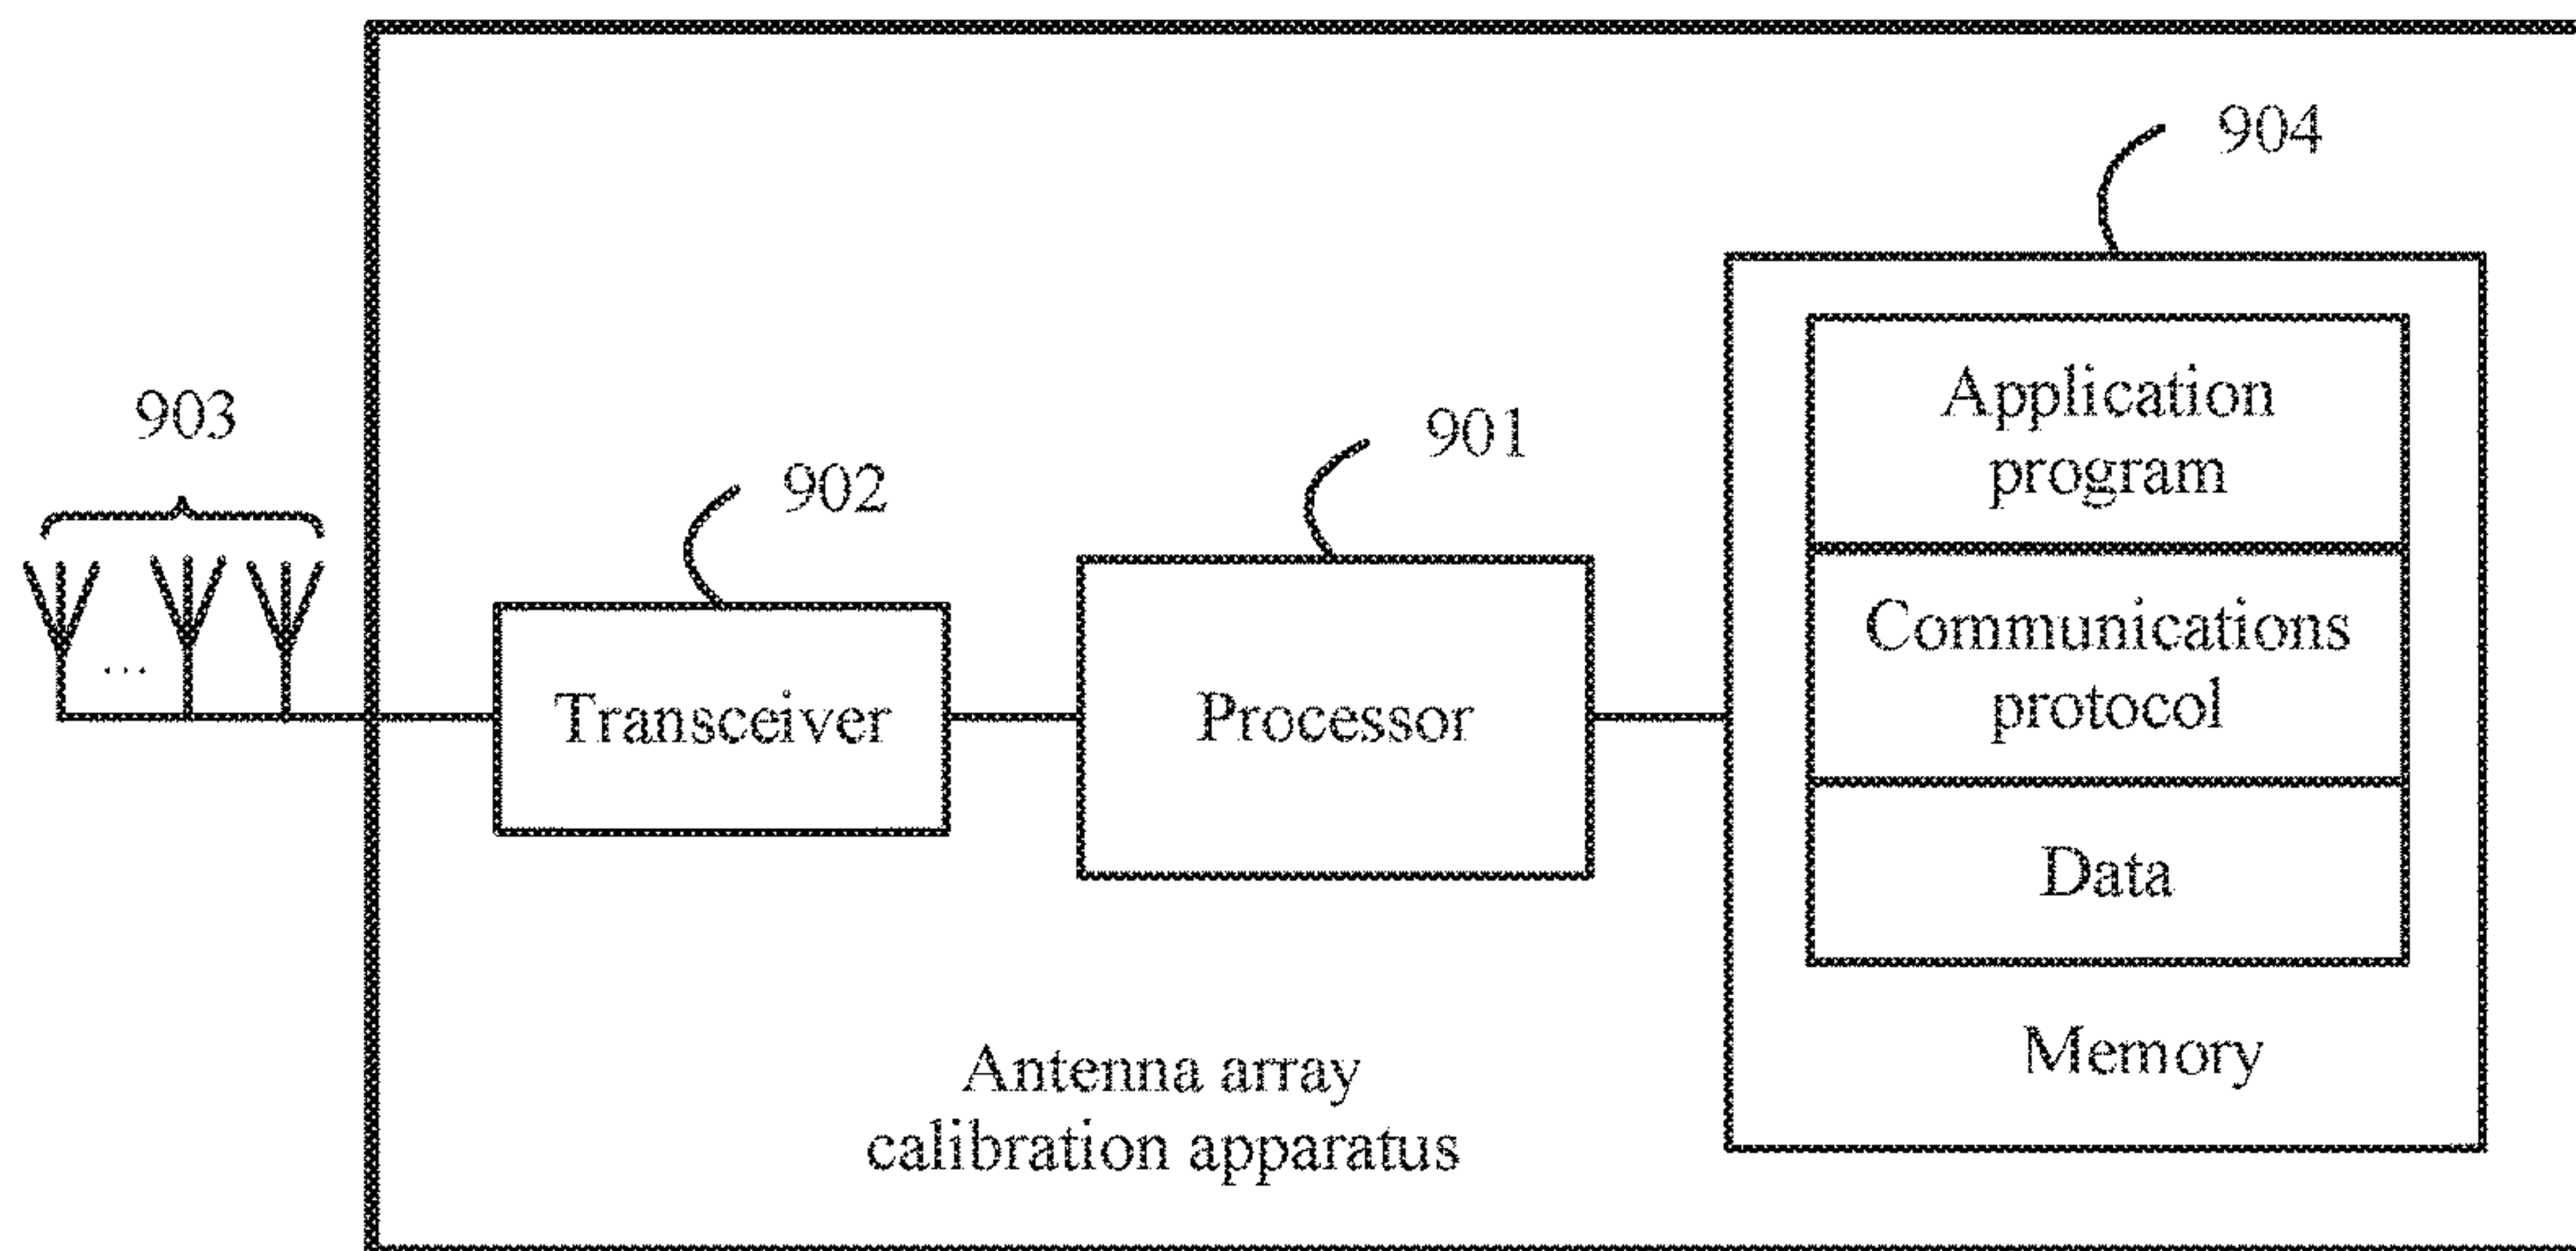 904
Application
program
903
901
902
Communications
protocol
Transceiver
Processor
Data
Memory
Antenna array
calibration apparatus